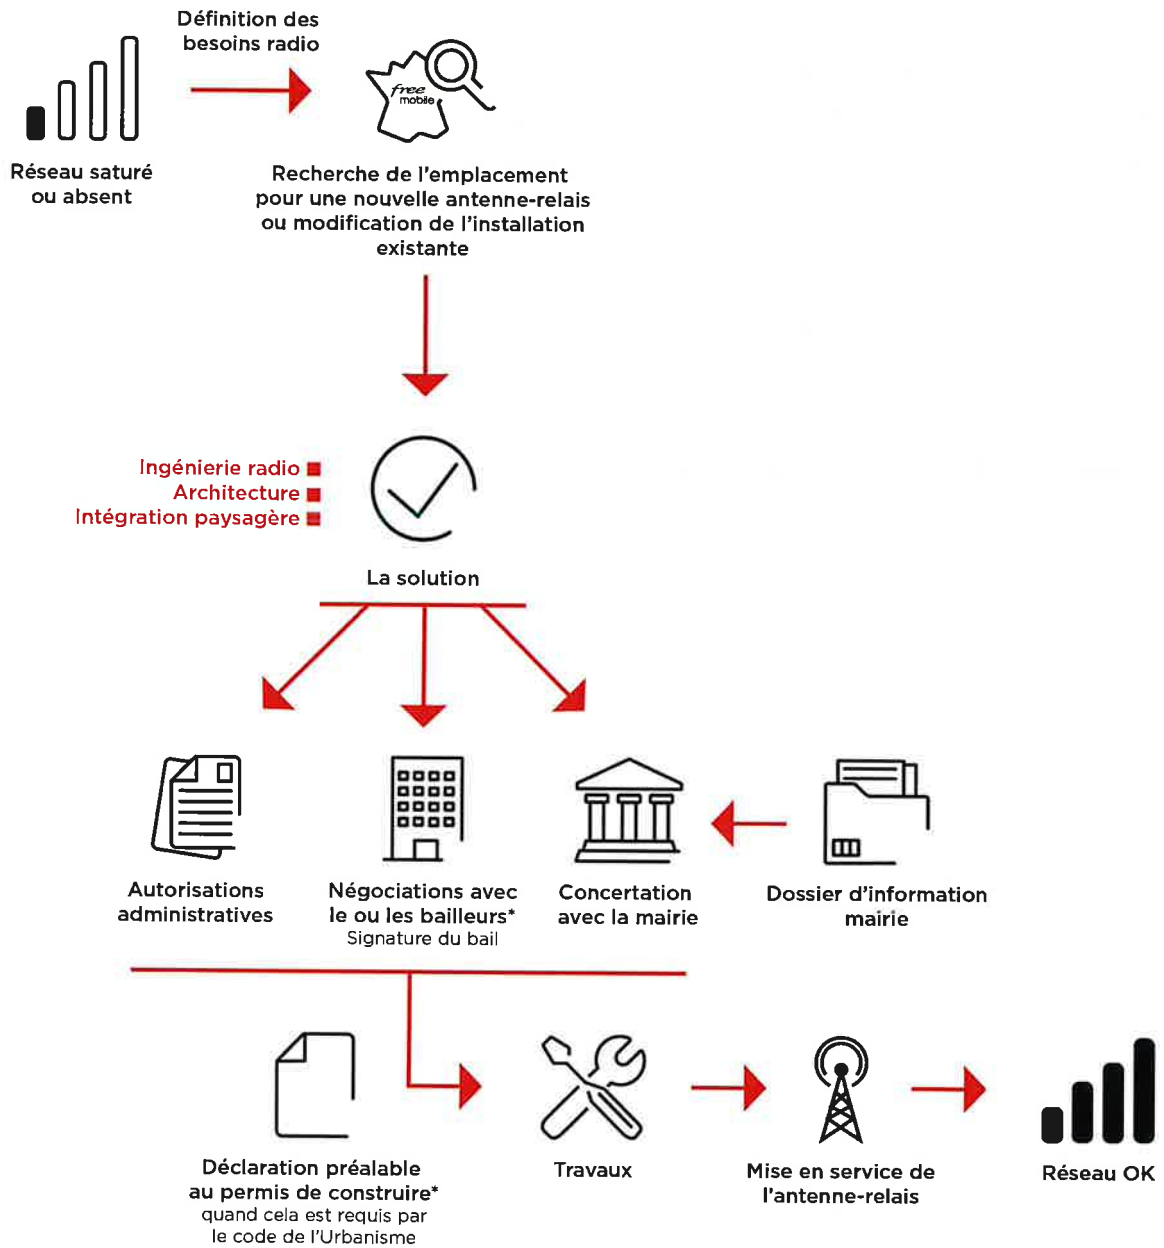 Définition des
besoins radio
free
mobile
Réseau saturé
ou absent
Recherche de l'emplacement
pour une nouvelle antenne-relais
ou modification de l'installation
existante
Ingénierie radio
Architecture
Intégration paysagère
La solution
Autorisations
administratives
Négociations avec
le ou les bailleurs*
Signature du bail
Concertation
avec la mairie
Dossier d'information
mairie
Déclaration préalable
au permis de construire*
quand cela est requis par
le code de l'Urbanisme
Travaux
Mise en service de
l'antenne-relais
Réseau OK